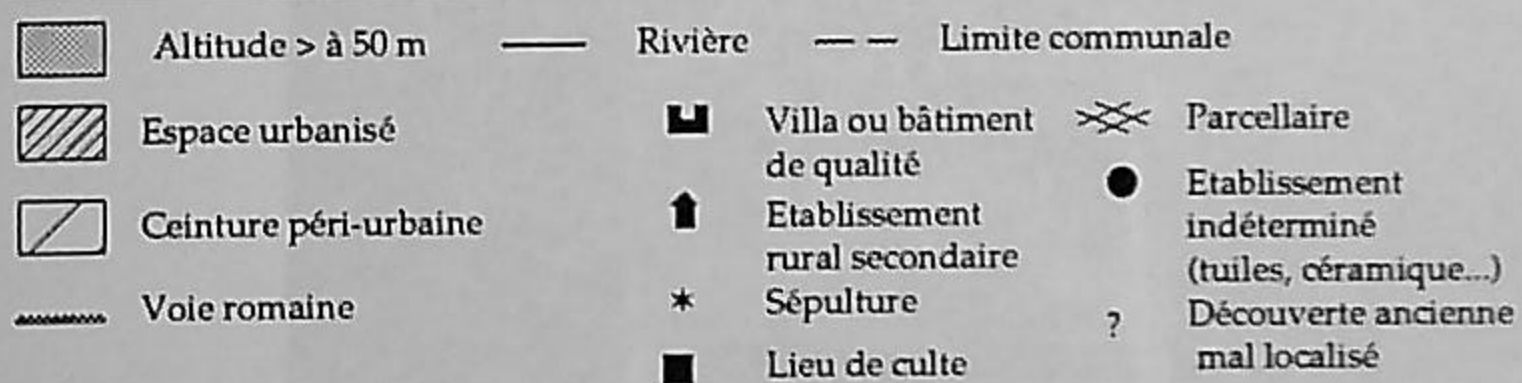 Altitude > à 50 m
Rivière
Limite communale
Espace urbanisé
Ceinture péri-urbaine
Voie romaine
Villa ou bâtiment
de qualité
Etablissement
rural secondaire
Sépulture
Lieu de culte
Parcellaire
Etablissement
indéterminé
(tuiles, céramique...)
? Découverte ancienne
mal localisé